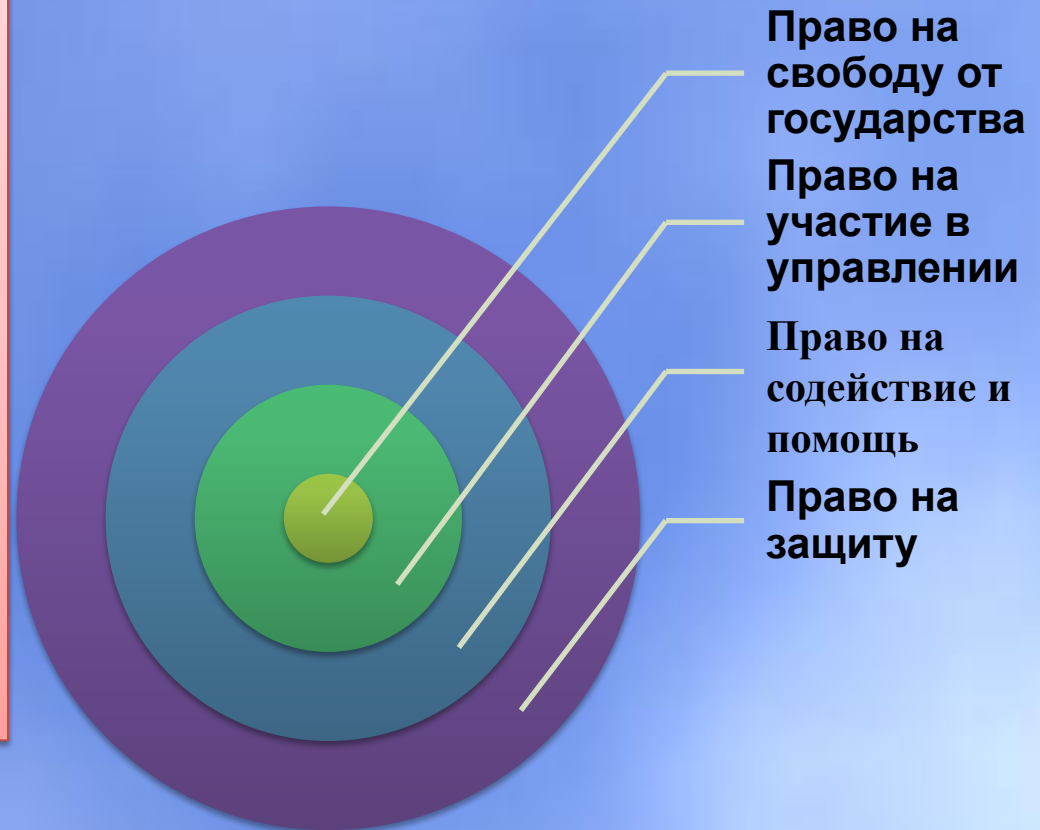 Право на
свободу от
государства
Право на
участие в
управлении
Право на
содействие и
помощь
Право на
защиту